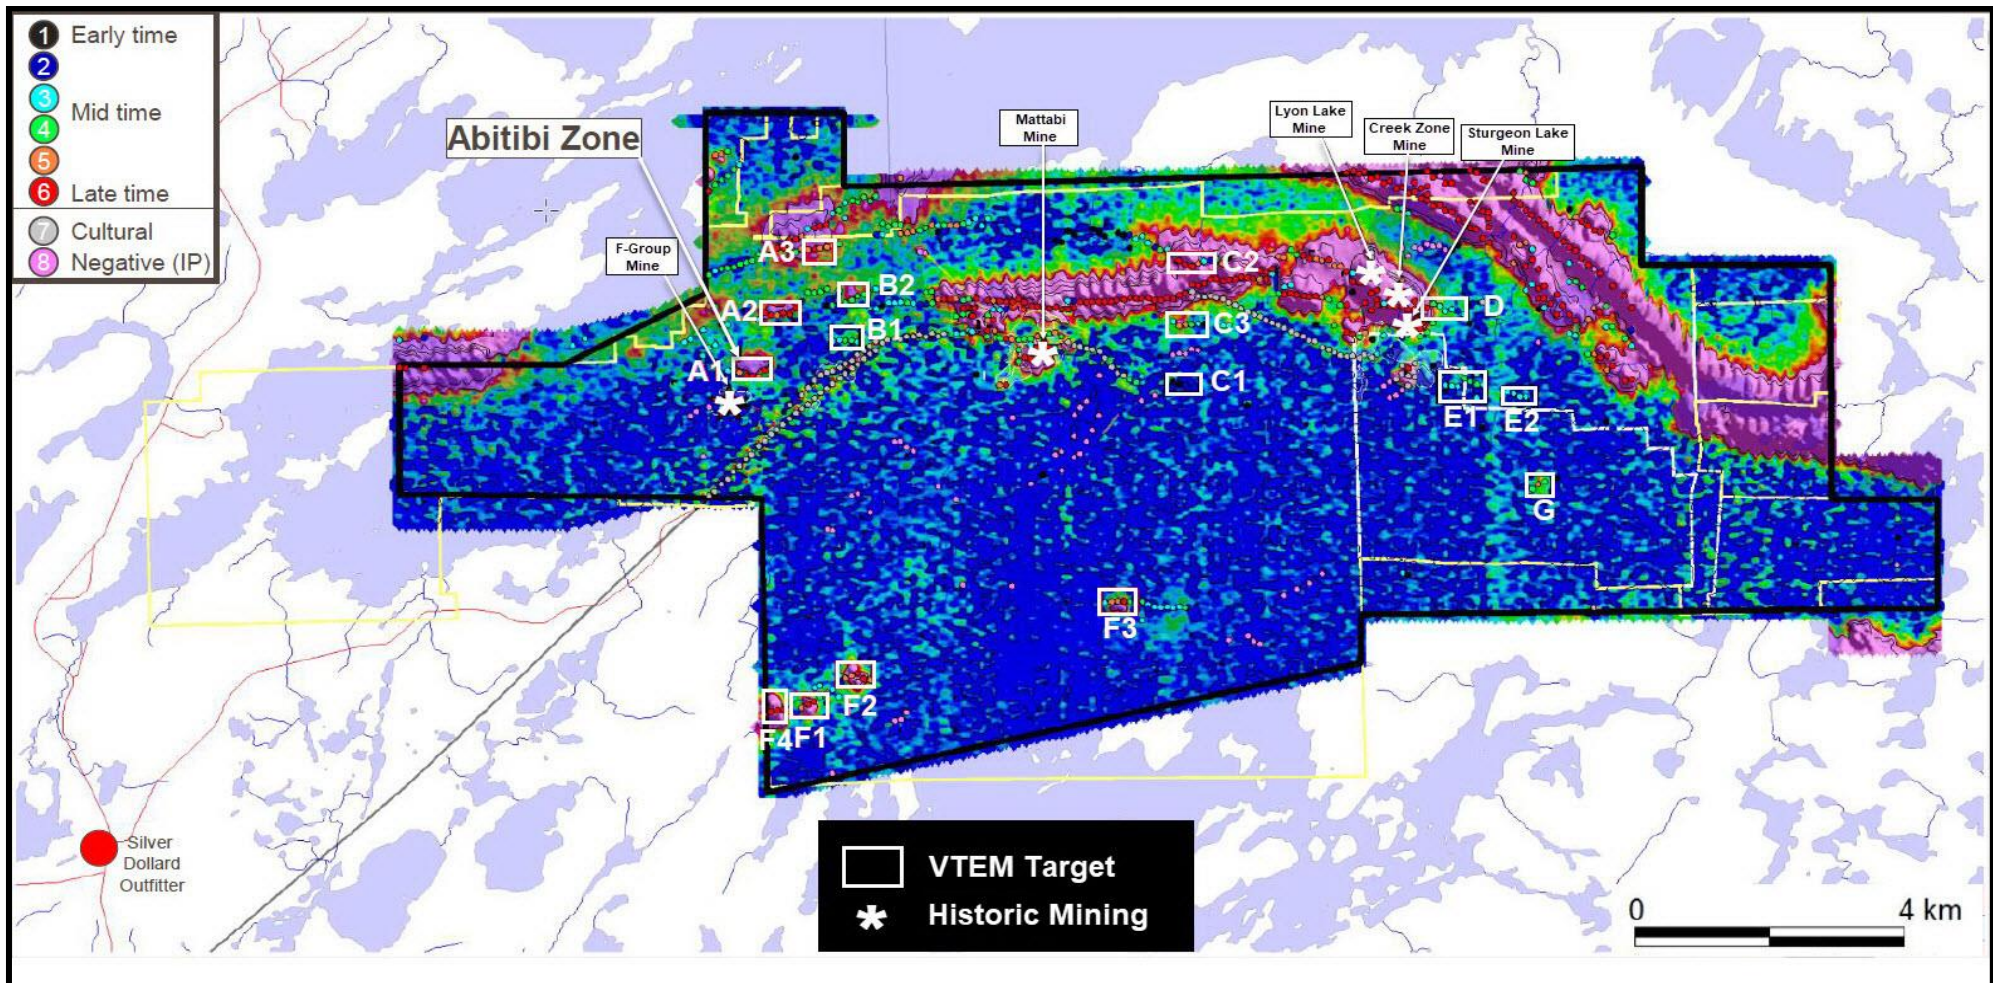 1 Early time
2
3
Mid time
4
5
6 Late time
7 Cultural
8 Negative (IP)
Abitibi Zone
F-Group
Mine
Mattabi
Mine
Lyon Lake
Mine
Creek Zone
Mine
Sturgeon Lake
Mine
A3
A2
A1
B2
B1
C2
C3
C1
D
E1
E2
G
F3
F2
F4
F1
Silver
Dollard
Outfitter
VTEM Target
Historic Mining
0 4 km